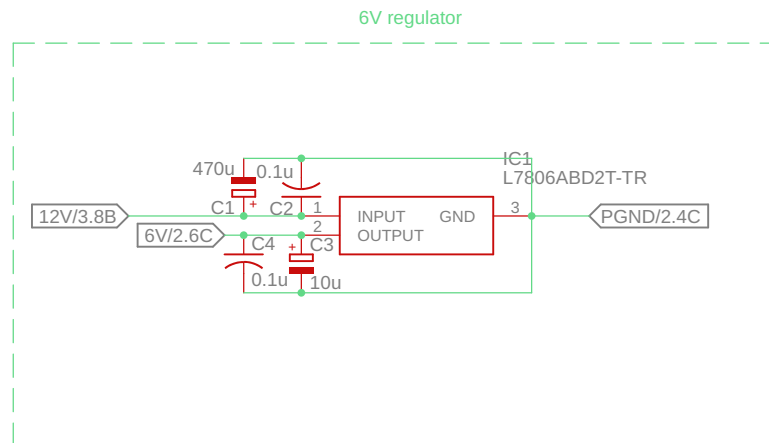 6V regulator
IC1
470u
0.1u
L7806ABD2T-TR
12V/3.8B
C1
+
C2
1
INPUT
GND
3
PGND/2.4C
6V/2.6C
2
OUTPUT
C4
+
C3
0.1u
10u